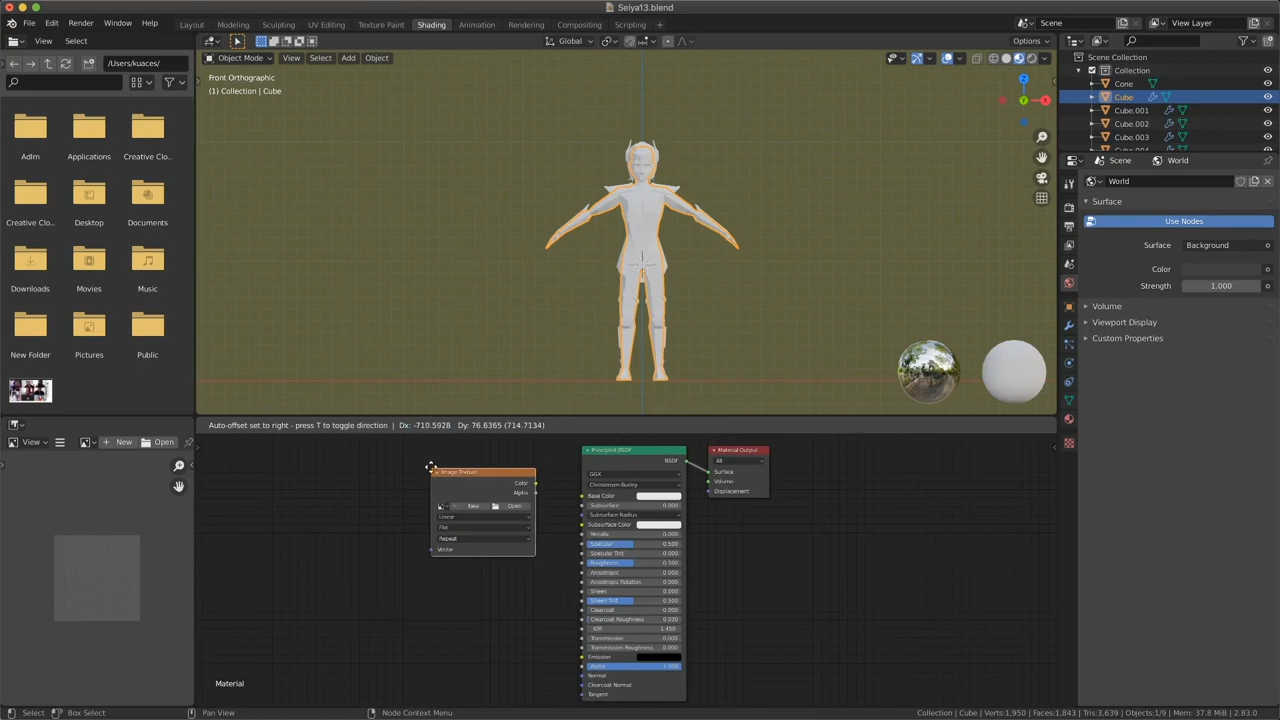 Seiya13.blend
Blender File Edit Render Window Help
Layout Modeling Sculpting UV Editing Texture Paint Shading Animation Rendering Compositing Scripting + Scene View Layer
View Select Global Options
/Users/kuaces/ Object Mode View Select Add Object
Front Orthographic
(1) Collection | Cube
Scene Collection
Collection
Cone
Cube
Cube.001
Cube.002
Cube.003
Z
Y
X
Adlm Applications Creative Clo...
Creative Clo... Desktop Documents
Downloads Movies Music
New Folder Pictures Public
Scene World
World
Surface
Use Nodes
Surface Background
Color
Strength 1.000
Volume
Viewport Display
Custom Properties
Auto-offset set to right - press T to toggle direction | Dx: -710.5928 Dy: 76.6365 (714.7134)
View New Open
Image Texture
Color
Alpha
New Open
Linear
Flat
Repeat
Vector
Principled BSDF
BSDF
GGX
Christensen-Burley
Base Color
Subsurface 0.000
Subsurface Radius
Subsurface Color
Metallic 0.000
Specular 0.500
Specular Tint 0.000
Roughness 0.500
Anisotropic 0.000
Anisotropic Rotation 0.000
Sheen 0.000
Sheen Tint 0.500
Clearcoat 0.000
Clearcoat Roughness 0.030
IOR 1.450
Transmission 0.000
Transmission Roughness 0.000
Emission
Alpha 1.000
Normal
Clearcoat Normal
Tangent
Material Output
All
Surface
Volume
Displacement
Material
Select Box Select Pan View Node Context Menu Collection | Cube | Verts:1,950 | Faces:1,843 | Tris:3,639 | Objects:1/9 | Mem: 37.8 MiB | 2.83.0